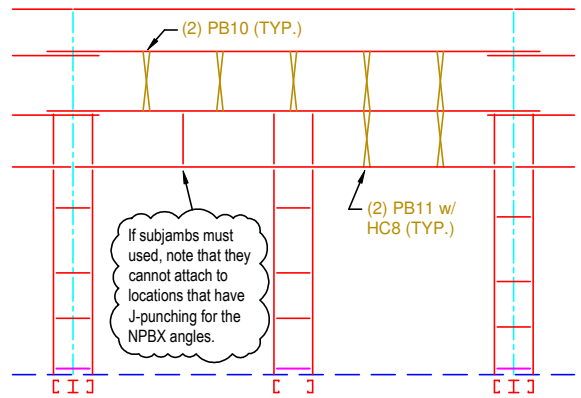 (2) PB10 (TYP.)
(2) PB11 w/
HC8 (TYP.)
If subjambs must
used, note that they
cannot attach to
locations that have
J-punching for the
NPBX angles.